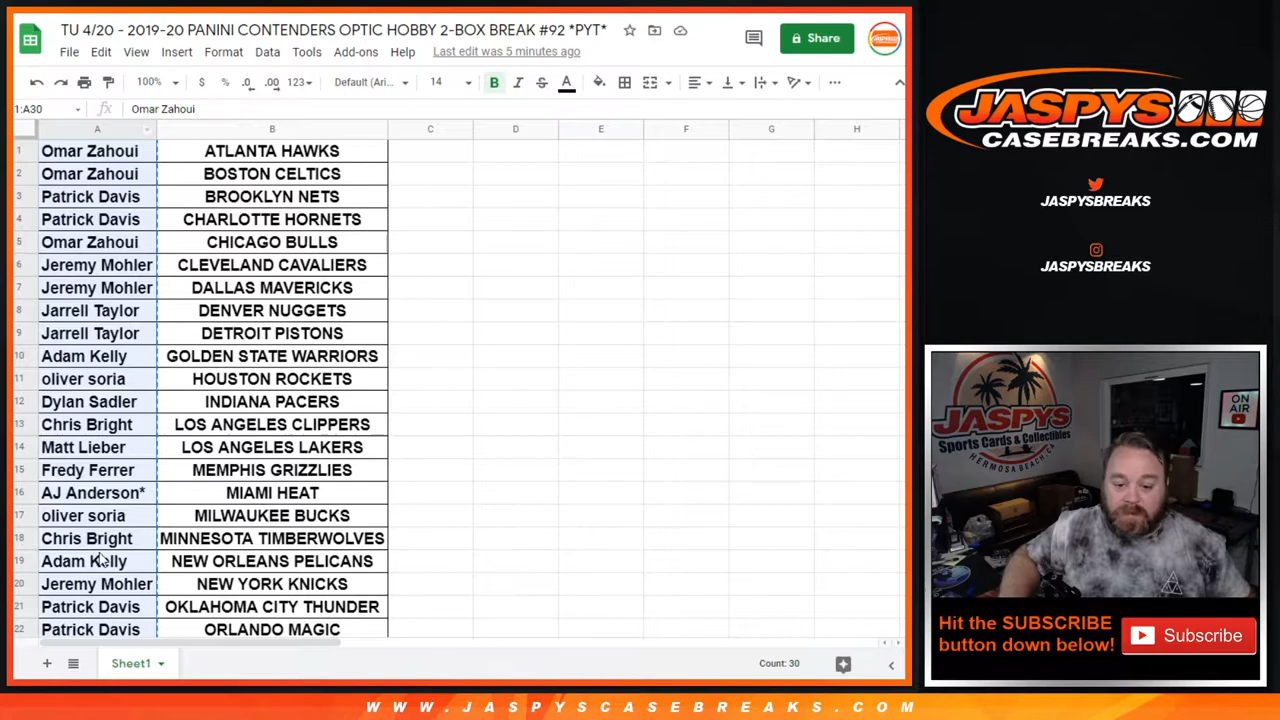 TU 4/20 - 2019-20 PANINI CONTENDERS OPTIC HOBBY 2-BOX BREAK #92 *PYT*
File Edit View Insert Format Data Tools Add-ons Help Last edit was 5 minutes ago
Share
100% $ % .0 .00 123 Default (Ari... 14 B I S A
1:A30 fx Omar Zahoui
A B C D E F G H
1 Omar Zahoui ATLANTA HAWKS
2 Omar Zahoui BOSTON CELTICS
3 Patrick Davis BROOKLYN NETS
4 Patrick Davis CHARLOTTE HORNETS
5 Omar Zahoui CHICAGO BULLS
6 Jeremy Mohler CLEVELAND CAVALIERS
7 Jeremy Mohler DALLAS MAVERICKS
8 Jarrell Taylor DENVER NUGGETS
9 Jarrell Taylor DETROIT PISTONS
10 Adam Kelly GOLDEN STATE WARRIORS
11 oliver soria HOUSTON ROCKETS
12 Dylan Sadler INDIANA PACERS
13 Chris Bright LOS ANGELES CLIPPERS
14 Matt Lieber LOS ANGELES LAKERS
15 Fredy Ferrer MEMPHIS GRIZZLIES
16 AJ Anderson* MIAMI HEAT
17 oliver soria MILWAUKEE BUCKS
18 Chris Bright MINNESOTA TIMBERWOLVES
19 Adam Kelly NEW ORLEANS PELICANS
20 Jeremy Mohler NEW YORK KNICKS
21 Patrick Davis OKLAHOMA CITY THUNDER
22 Patrick Davis ORLANDO MAGIC
Sheet1
Count: 30
JASPYS
CASEBREAKS.COM
JASPYSBREAKS
JASPYSBREAKS
JASPYS
Sports Cards & Collectibles
HERMOSA BEACH, CA
ON AIR
Hit the SUBSCRIBE
button down below!
Subscribe
WWW.JASPYSCASEBREAKS.COM